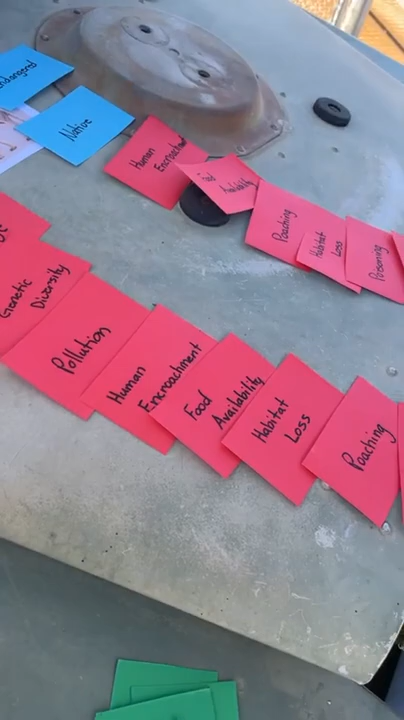 Endangered
Native
Human
Encroachment
Food
Availability
Poaching
Habitat
Loss
Poisoning
Genetic
Diversity
Pollution
Human
Encroachment
Food
Availability
Habitat
Loss
Poaching